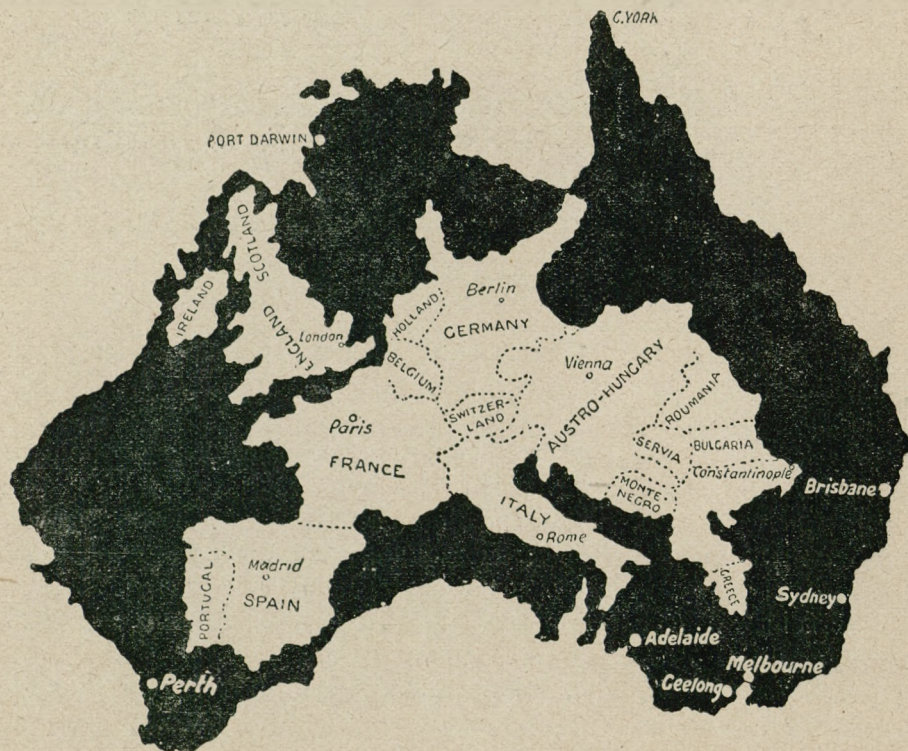 C. YORK
PORT DARWIN
SCOTLAND
IRELAND
ENGLAND
London
HOLLAND
Berlin
GERMANY
BELGIUM
Vienna
AUSTRO-HUNGARY
SWITZER-
LAND
ROUMANIA
Paris
FRANCE
SERVIA
BULGARIA
Constantinople
Brisbane
MONTE-
NEGRO
ITALY
Rome
Madrid
SPAIN
PORTUGAL
GREECE
Sydney
Adelaide
Melbourne
Geelong
Perth